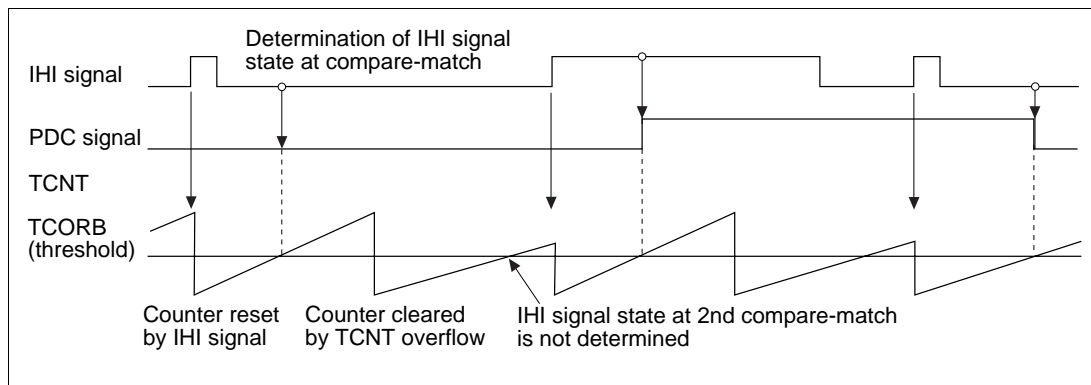 Determination of IHI signal
state at compare-match
IHI signal
PDC signal
TCNT
TCORB
(threshold)
Counter reset
by IHI signal
Counter cleared
by TCNT overflow
IHI signal state at 2nd compare-match
is not determined